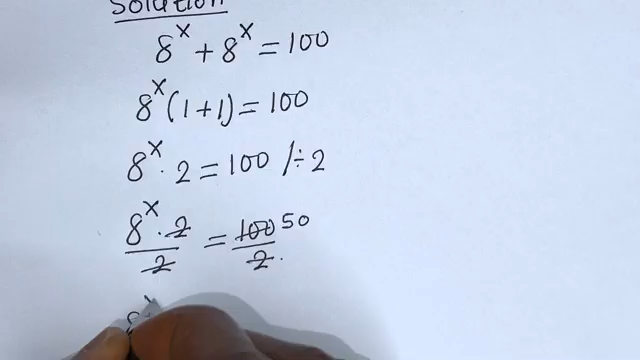 Solution
8^x + 8^x = 100
8^x (1 + 1) = 100
8^x · 2 = 100 /÷ 2
8^x · 2 / 2 = 100 50 / 2.